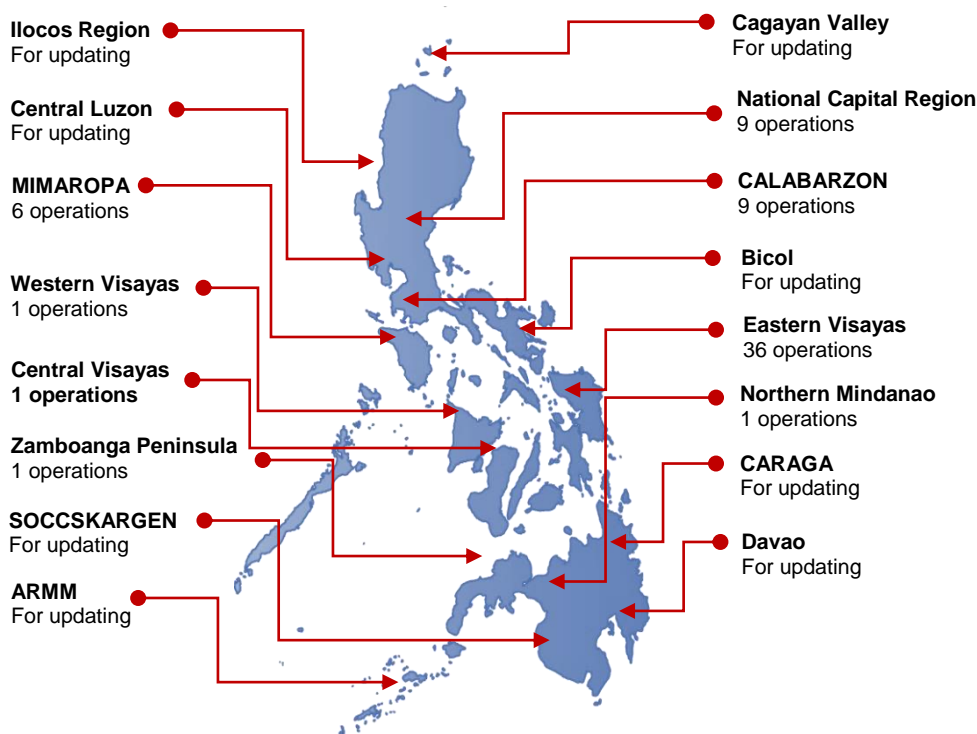 Ilocos Region
For updating
Central Luzon
For updating
MIMAROPA
6 operations
Western Visayas
1 operations
Central Visayas
1 operations
Zamboanga Peninsula
1 operations
SOCCSKARGEN
For updating
ARMM
For updating
Cagayan Valley
For updating
National Capital Region
9 operations
CALABARZON
9 operations
Bicol
For updating
Eastern Visayas
36 operations
Northern Mindanao
1 operations
CARAGA
For updating
Davao
For updating